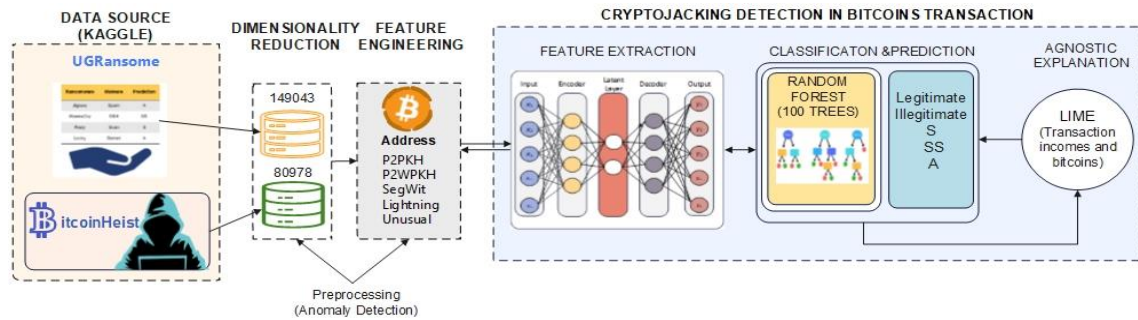 CRYPTOJACKING DETECTION IN BITCOINS TRANSACTION
DATA SOURCE
(KAGGLE)
DIMENSIONALITY
REDUCTION
FEATURE
ENGINEERING
UGRansome
149043
80978
BitcoinHeist
Address
P2PKH
P2WPKH
SegWit
Lightning
Unusual
Preprocessing
(Anomaly Detection)
FEATURE EXTRACTION
Input
Encoder
Latent
Layer
Decoder
Output
CLASSIFICATON &PREDICTION
RANDOM
FOREST
(100 TREES)
Legitimate
Illegitimate
S
SS
A
AGNOSTIC
EXPLANATION
LIME
(Transaction
incomes and
bitcoins)